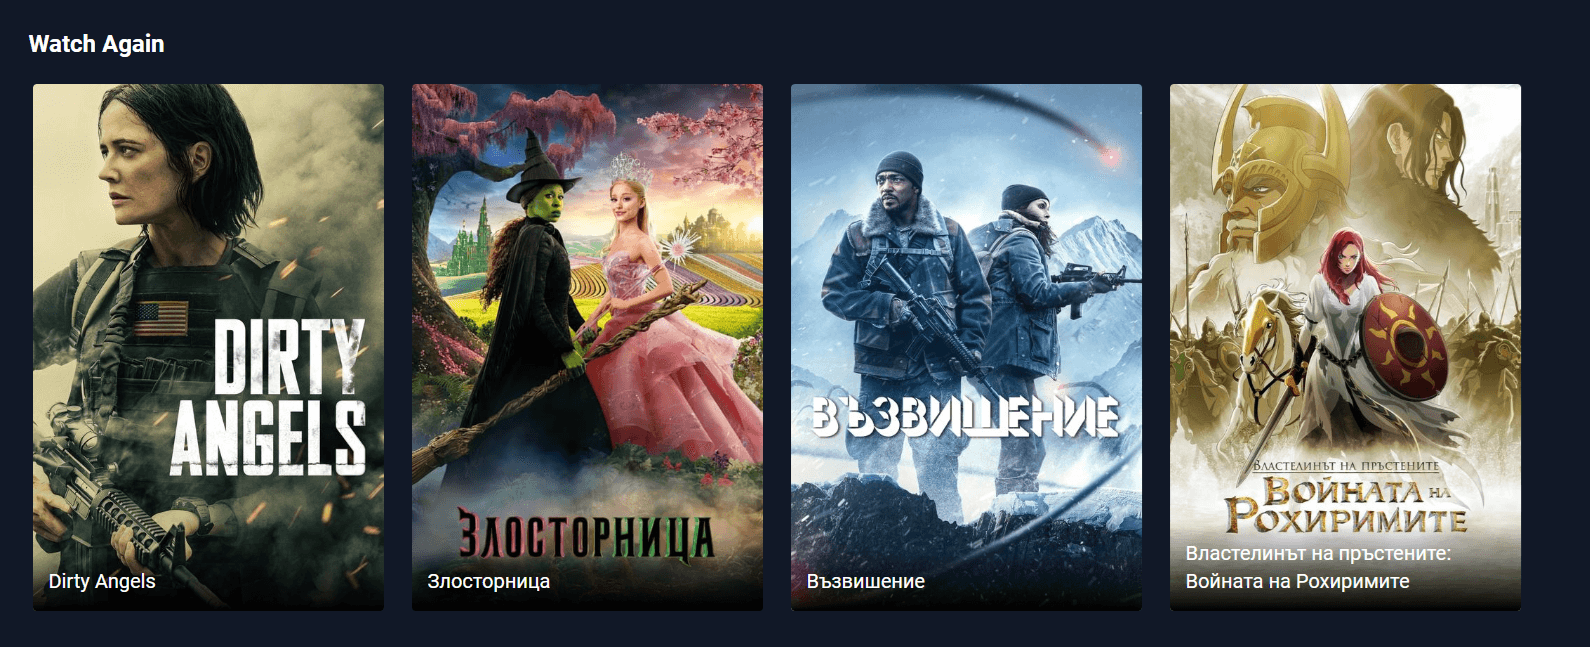 Watch Again
DIRTY
ANGELS
Dirty Angels
Злосторница
Злосторница
Възвишение
Възвишение
Властелинът на пръстените
Войната на
Рохиримите
Властелинът на пръстените:
Войната на Рохиримите